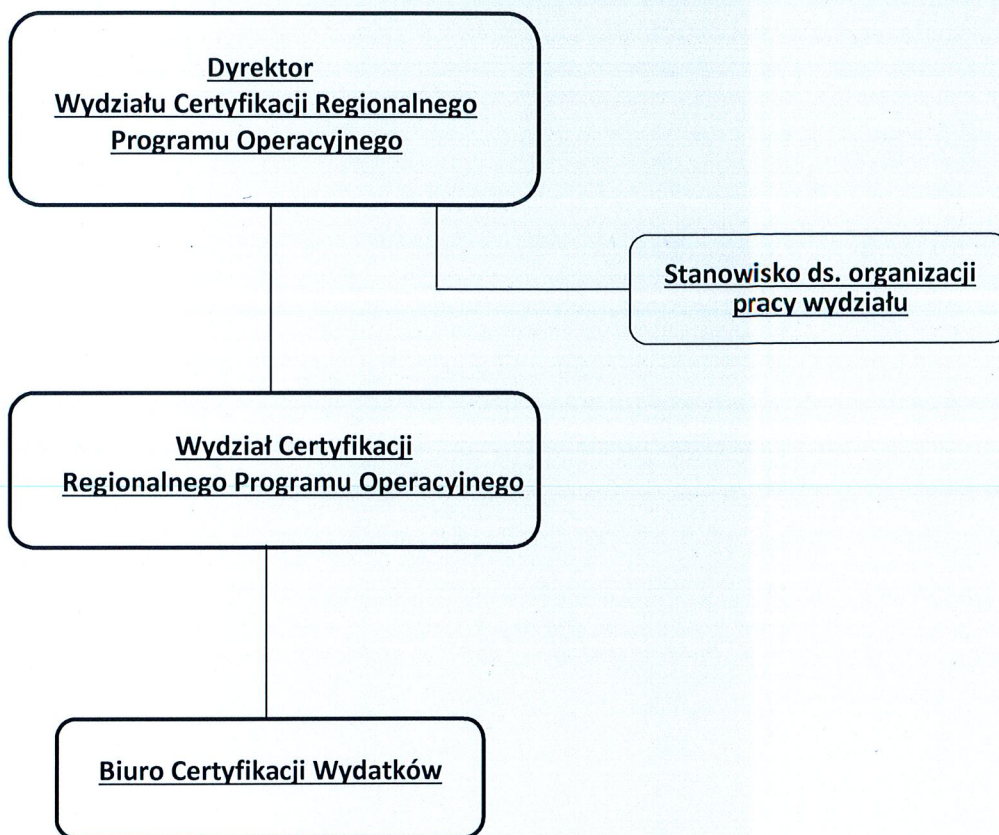 Dyrektor
Wydziału Certyfikacji Regionalnego
Programu Operacyjnego
Stanowisko ds. organizacji
pracy wydziału
Wydział Certyfikacji
Regionalnego Programu Operacyjnego
Biuro Certyfikacji Wydatków